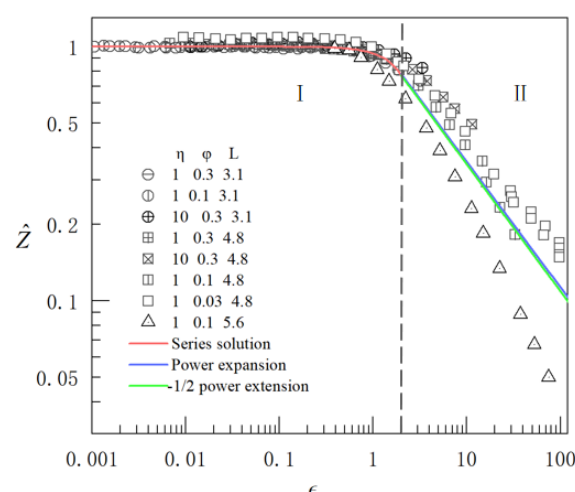 1
I
II
0.5
η φ L
1 0.3 3.1
1 0.1 3.1
10 0.3 3.1
1 0.3 4.8
10 0.3 4.8
1 0.1 4.8
1 0.03 4.8
1 0.1 5.6
Series solution
Power expansion
-1/2 power extension
Ẑ
0.2
0.1
0.05
0.001 0.01 0.1 1 10 100
ϵ